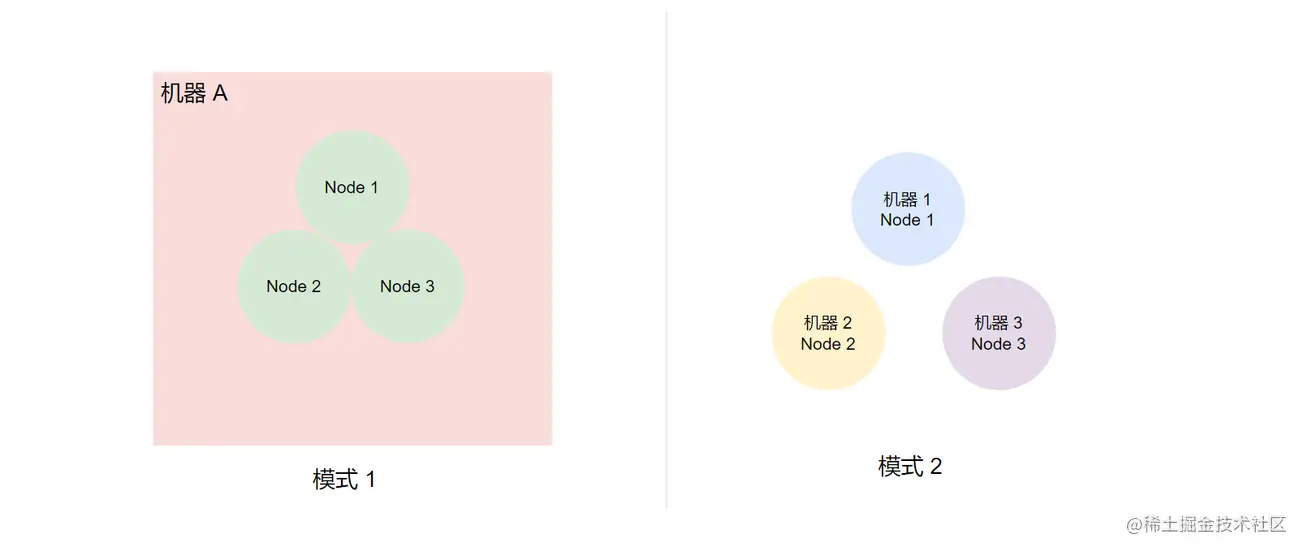 机器 A
Node 1
Node 2
Node 3
模式 1
机器 1
Node 1
机器 2
Node 2
机器 3
Node 3
模式 2
@稀土掘金技术社区